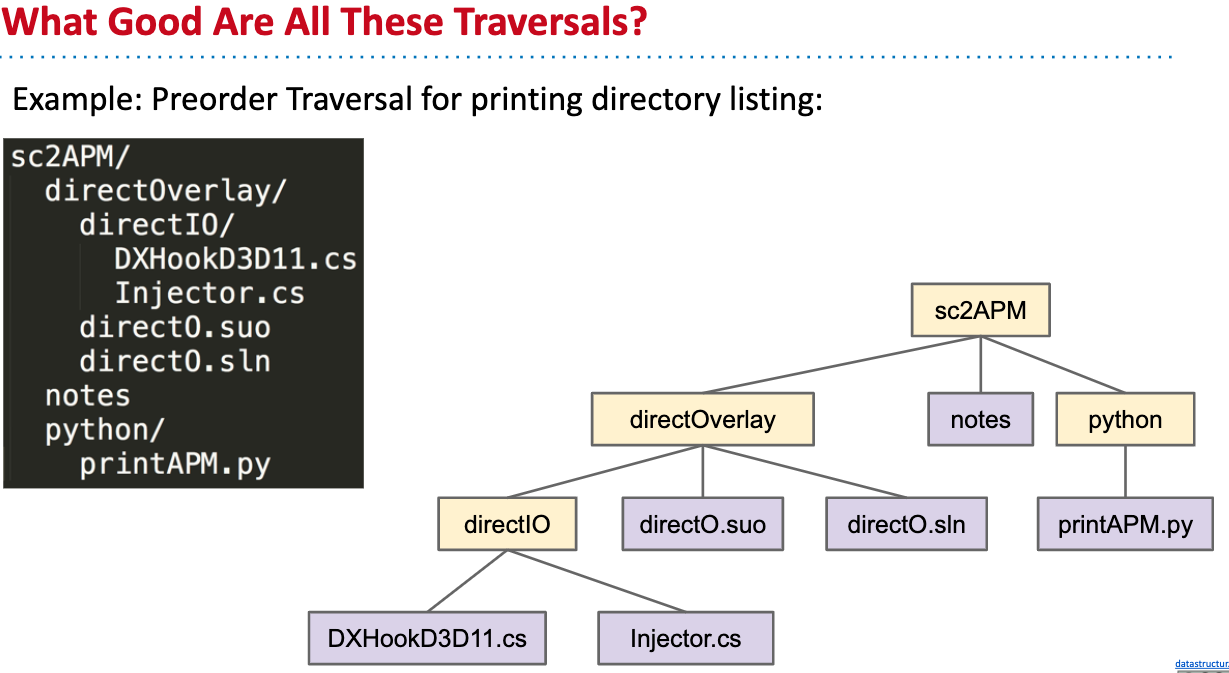 What Good Are All These Traversals?
Example: Preorder Traversal for printing directory listing:
sc2APM/
directOverlay/
directIO/
DXHookD3D11.cs
Injector.cs
directO.suo
directO.sln
notes
python/
printAPM.py
sc2APM
directOverlay notes python
directIO directO.suo directO.sln printAPM.py
DXHookD3D11.cs Injector.cs